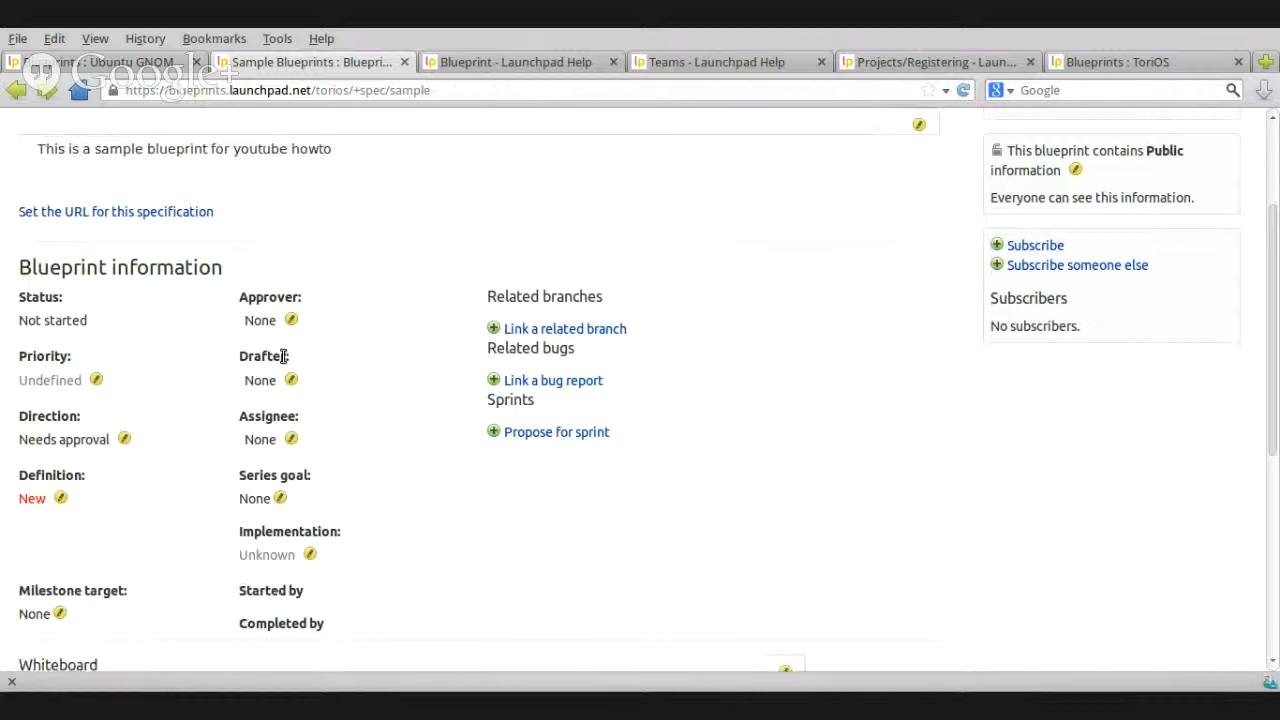 File Edit View History Bookmarks Tools Help
Ubuntu GNOM... Sample Blueprints : Bluepri... Blueprint - Launchpad Help Teams - Launchpad Help Projects/Registering - Laun... Blueprints : ToriOS
Google+
https://blueprints.launchpad.net/torios/+spec/sample Google
This is a sample blueprint for youtube howto
Set the URL for this specification
Blueprint information
Status: Approver: Related branches
Not started None Link a related branch
Related bugs
Priority: Drafter:
Undefined None Link a bug report
Sprints
Direction: Assignee:
Needs approval None Propose for sprint
Definition: Series goal:
New None
Implementation:
Unknown
Milestone target: Started by
None
Completed by
Whiteboard
This blueprint contains Public
information
Everyone can see this information.
Subscribe
Subscribe someone else
Subscribers
No subscribers.